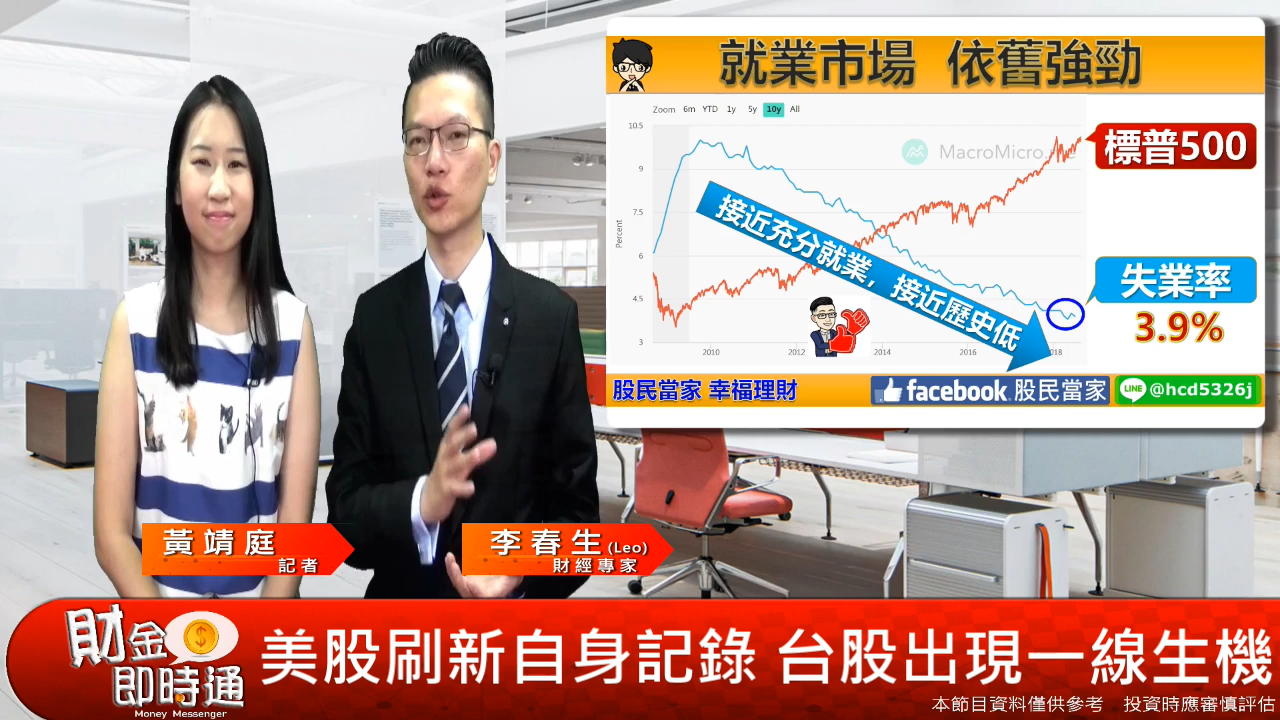 就業市場 依舊強勁
Zoom 6m YTD 1y 5y 10y All
10.5
9
7.5
6
4.5
3
Percent
MacroMicro.me
2010
2012
2014
2016
2018
接近充分就業，接近歷史低
標普500
失業率
3.9%
股民當家 幸福理財
facebook. 股民當家
LINE @hcd5326j
黃靖庭
記者
李春生(Leo)
財經專家
財金
即時通
Money Messenger
美股刷新自身記錄 台股出現一線生機
本節目資料僅供參考 投資時應審慎評估